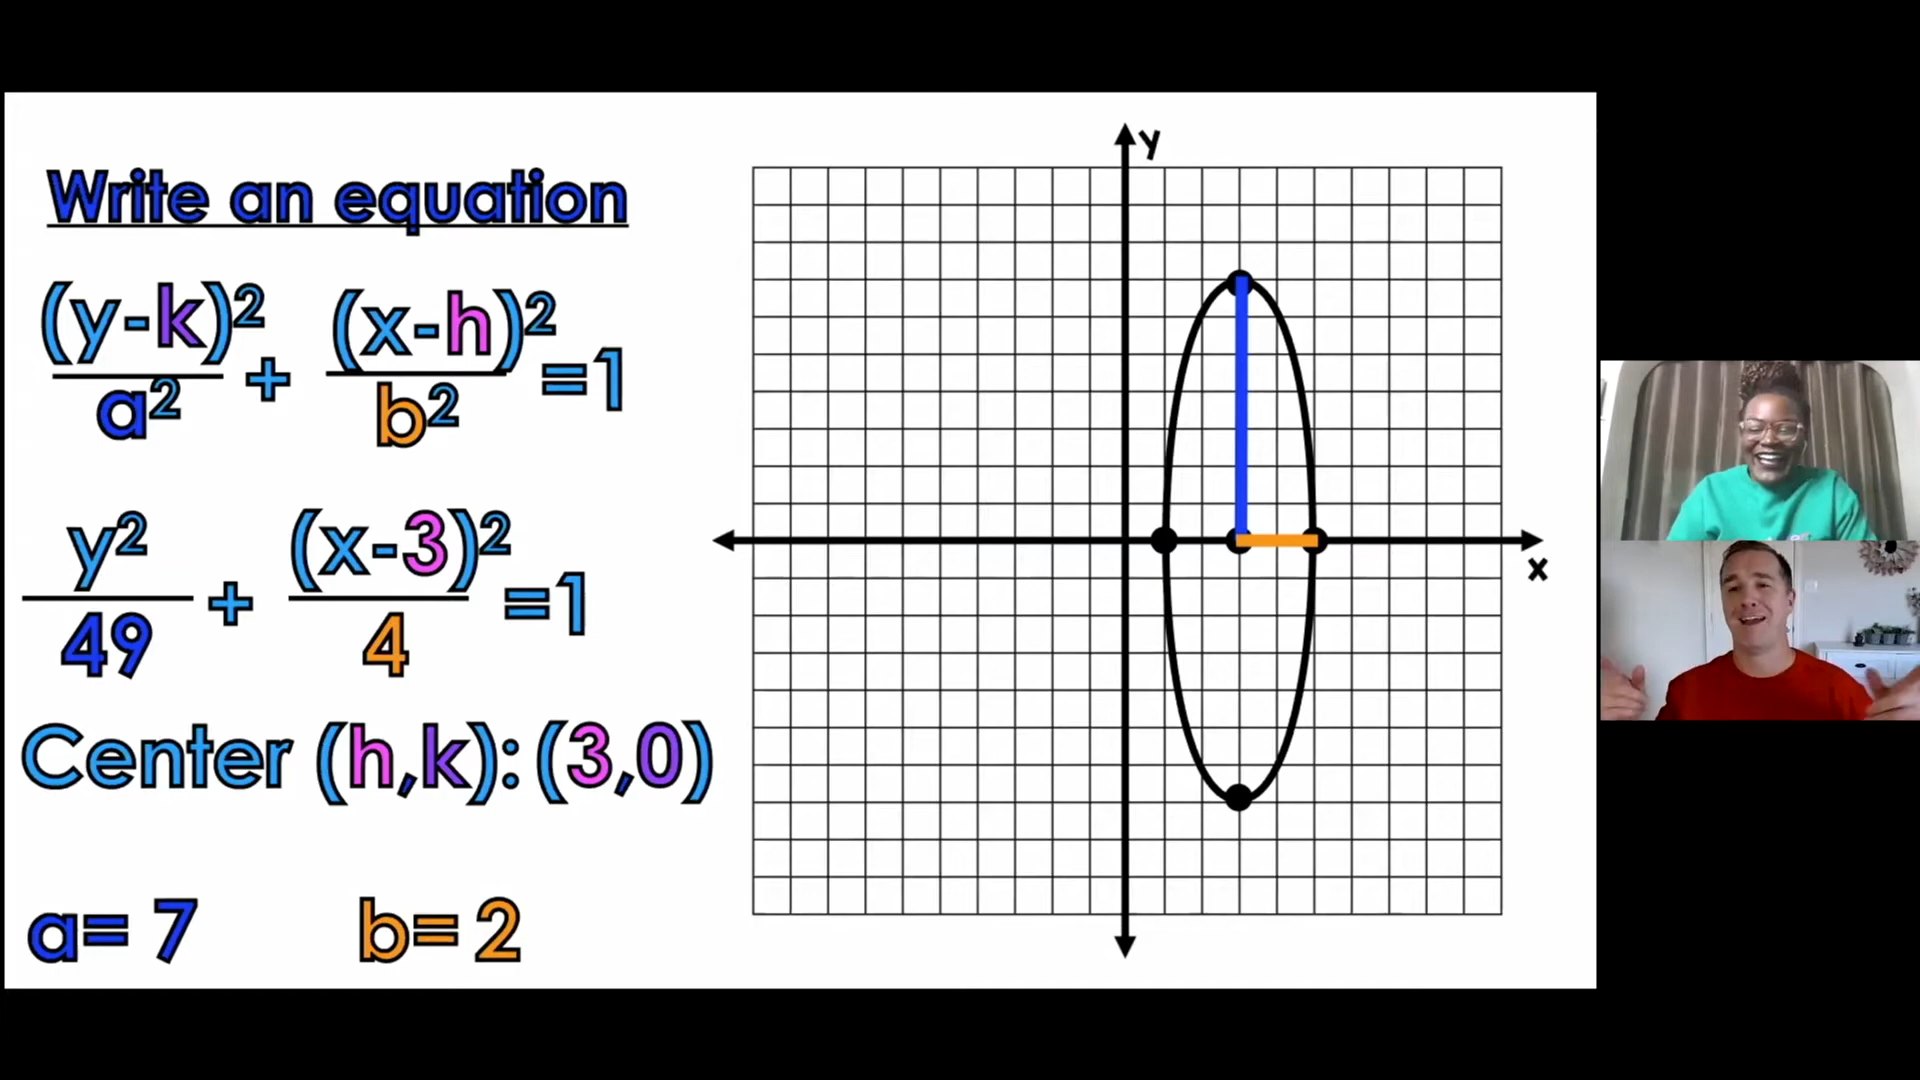 Write an equation
(y-k)² / a² + (x-h)² / b² =1
y² / 49 + (x-3)² / 4 =1
Center (h,k): (3,0)
a= 7 b= 2
y
x